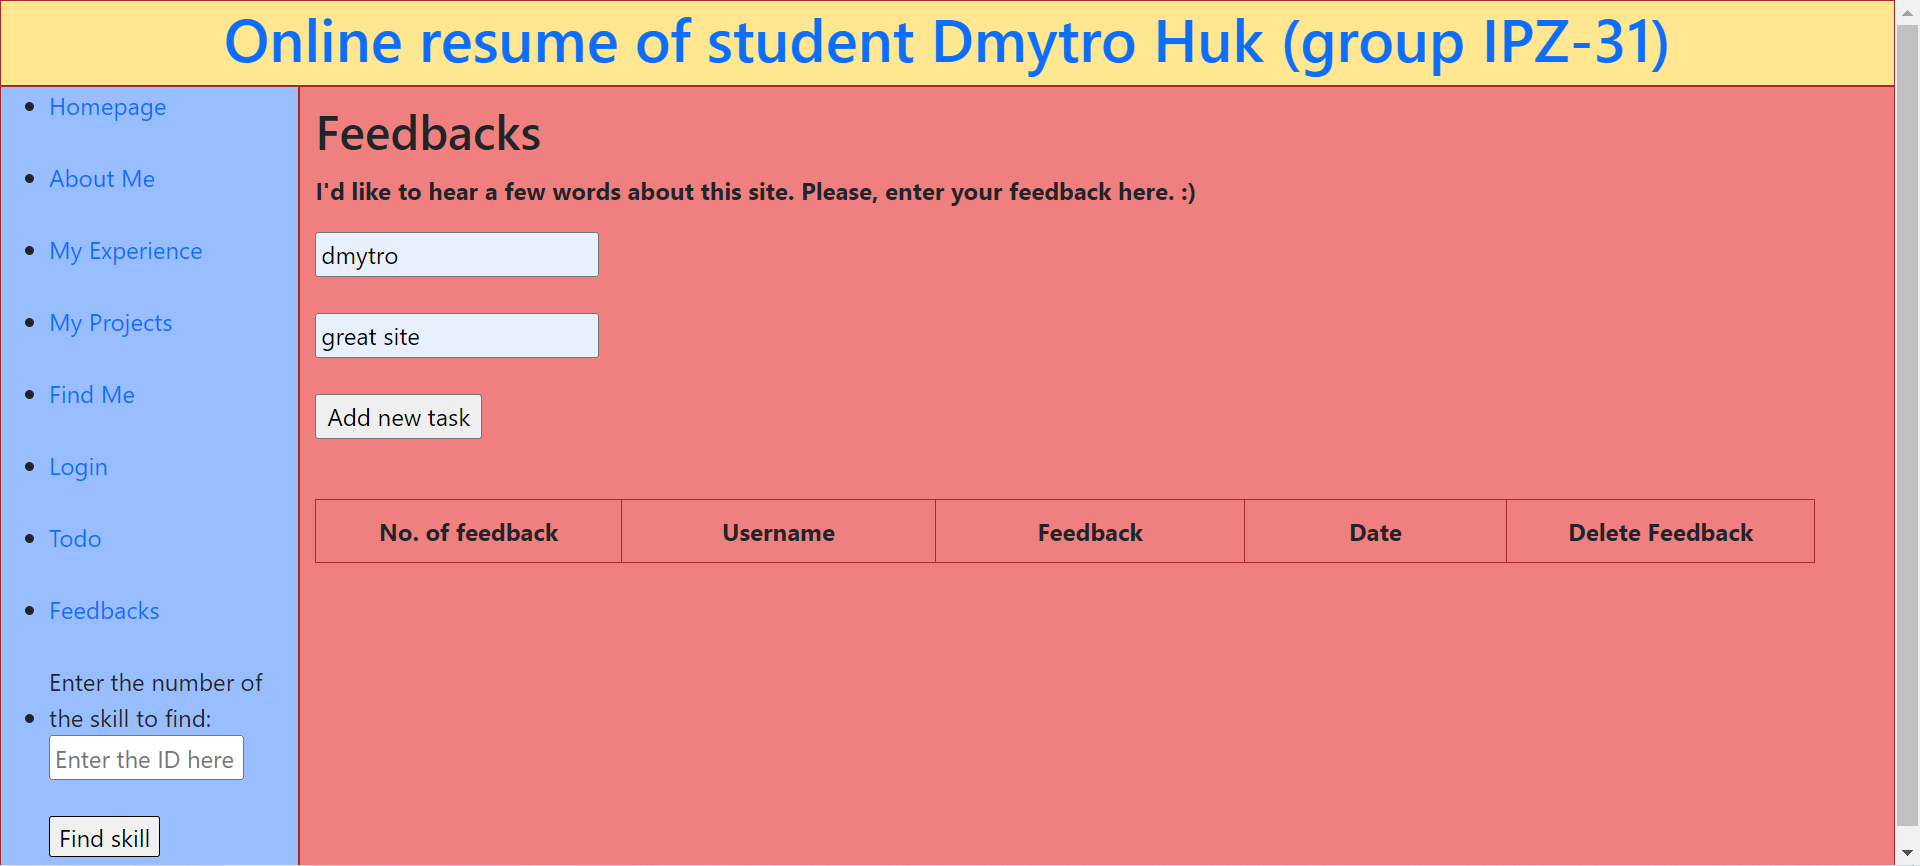 Online resume of student Dmytro Huk (group IPZ-31)
Homepage
About Me
My Experience
My Projects
Find Me
Login
Todo
Feedbacks
Enter the number of
the skill to find:
Enter the ID here
Find skill
Feedbacks
I'd like to hear a few words about this site. Please, enter your feedback here. :)
dmytro
great site
Add new task
No. of feedback Username Feedback Date Delete Feedback